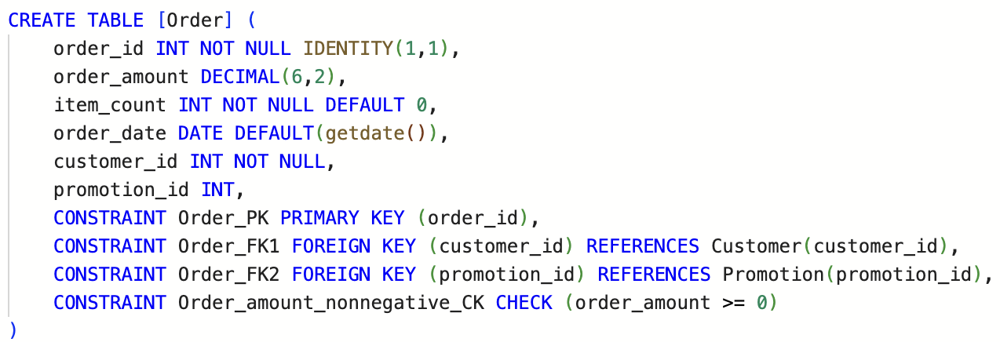 CREATE TABLE [Order] (
order_id INT NOT NULL IDENTITY(1,1),
order_amount DECIMAL(6,2),
item_count INT NOT NULL DEFAULT 0,
order_date DATE DEFAULT(getdate()),
customer_id INT NOT NULL,
promotion_id INT,
CONSTRAINT Order_PK PRIMARY KEY (order_id),
CONSTRAINT Order_FK1 FOREIGN KEY (customer_id) REFERENCES Customer(customer_id),
CONSTRAINT Order_FK2 FOREIGN KEY (promotion_id) REFERENCES Promotion(promotion_id),
CONSTRAINT Order_amount_nonnegative_CK CHECK (order_amount >= 0)
)